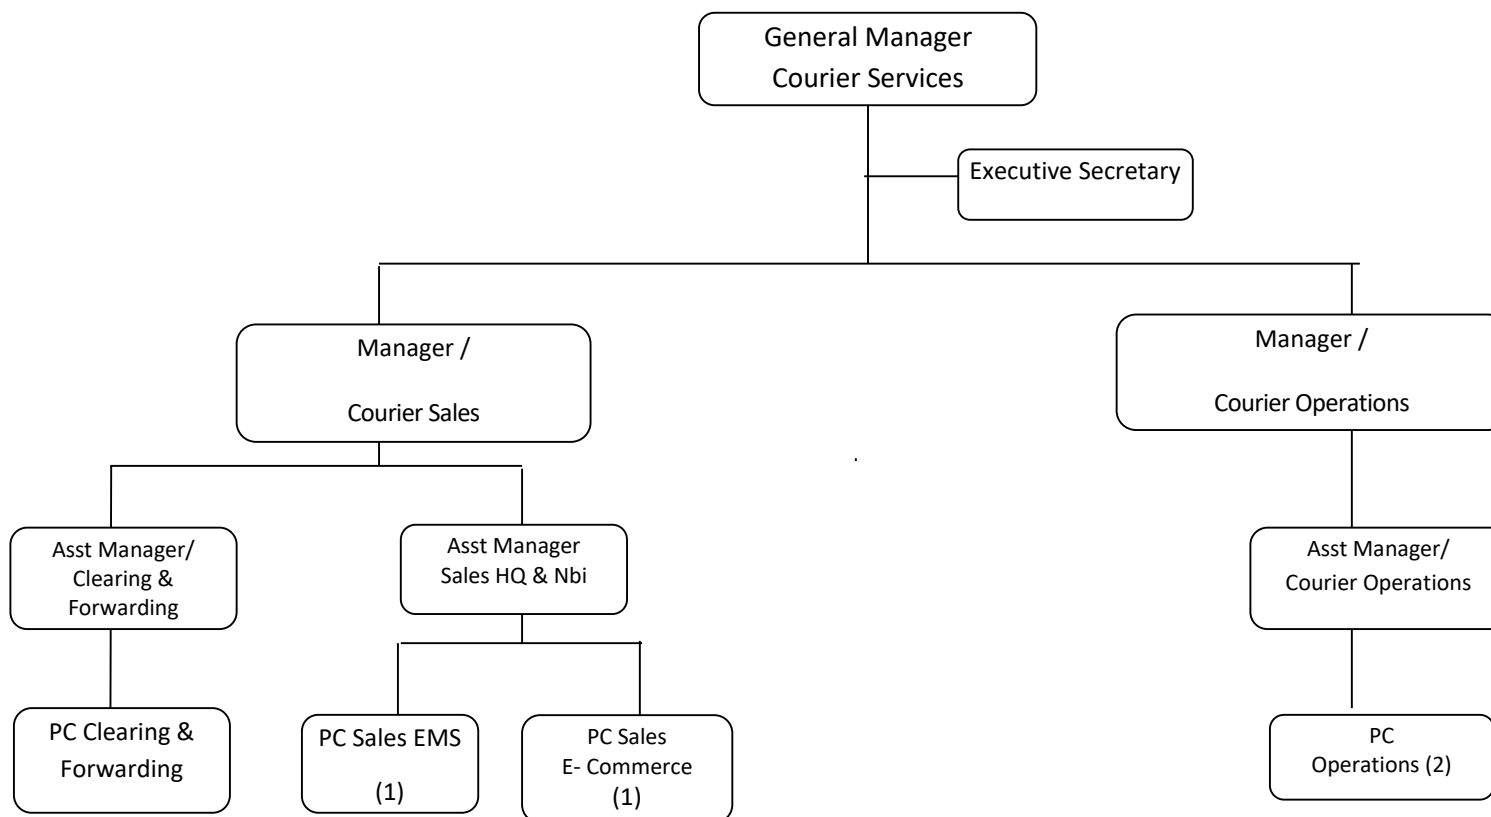 General Manager
Courier Services
Executive Secretary
Manager /
Courier Sales
Manager /
Courier Operations
.
Asst Manager/
Clearing &
Forwarding
Asst Manager
Sales HQ & Nbi
Asst Manager/
Courier Operations
PC Clearing &
Forwarding
PC Sales EMS
(1)
PC Sales
E- Commerce
(1)
PC
Operations (2)